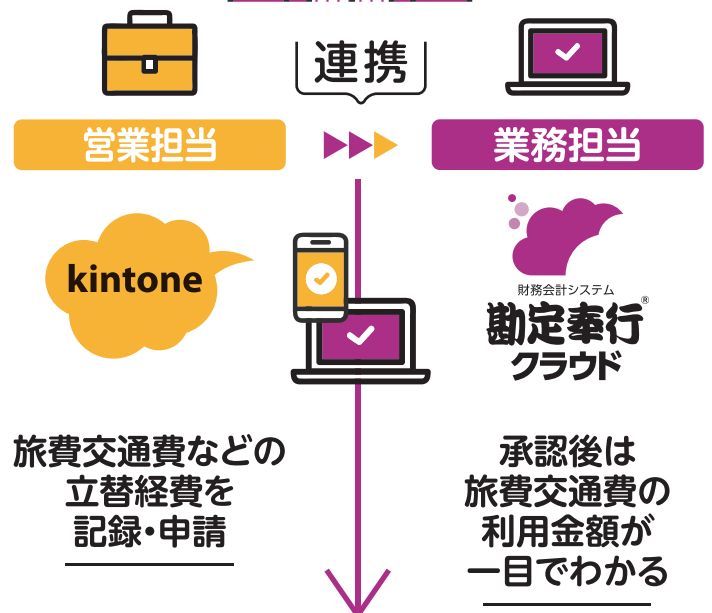 連携
営業担当
業務担当
kintone
財務会計システム
勘定奉行®
クラウド
旅費交通費などの
立替経費を
記録・申請
承認後は
旅費交通費の
利用金額が
一目でわかる